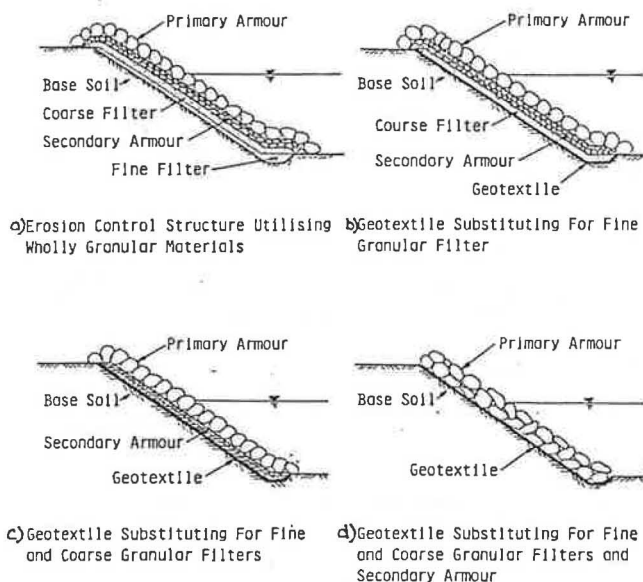 Primary Armour
Base Soil
Coarse Filter
Secondary Armour
Fine Filter
a) Erosion Control Structure Utilising
Wholly Granular Materials
Primary Armour
Base Soil
Course Filter
Secondary Armour
Geotextile
b) Geotextile Substituting For Fine
Granular Filter
Primary Armour
Base Soil
Secondary Armour
Geotextile
c) Geotextile Substituting For Fine
and Coarse Granular Filters
Primary Armour
Base Soil
Geotextile
d) Geotextile Substituting For Fine
and Coarse Granular Filters and
Secondary Armour